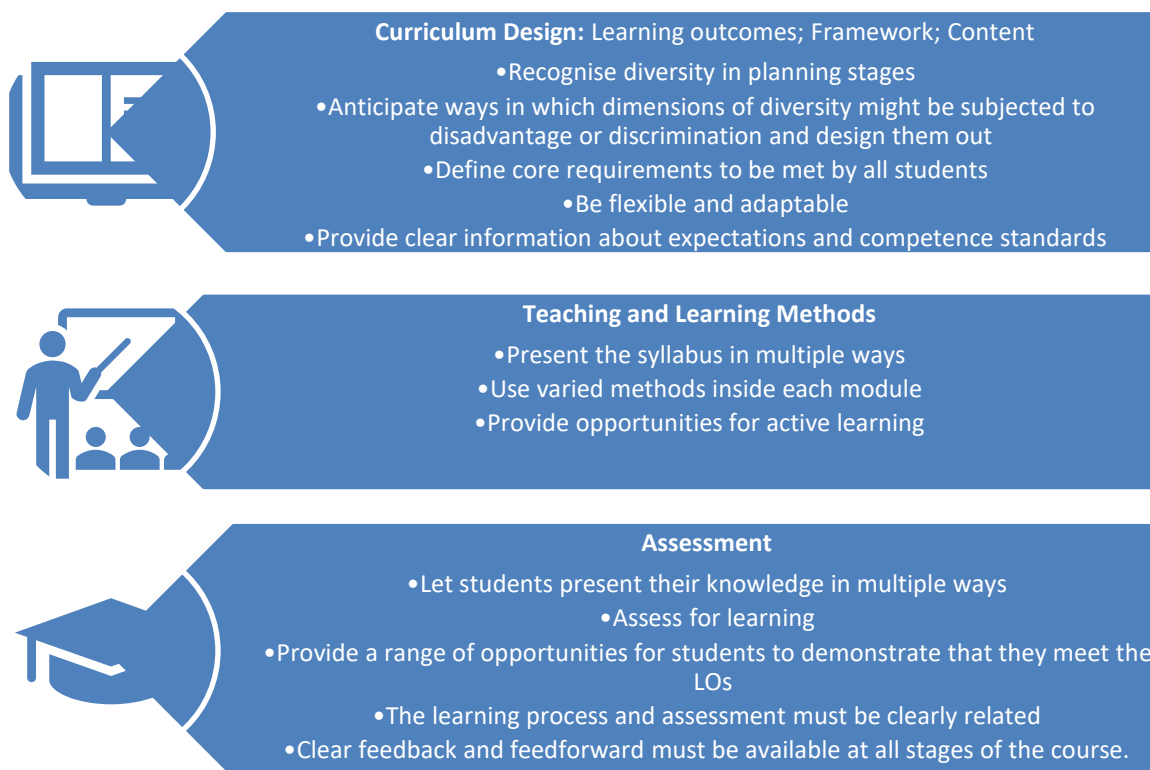 Curriculum Design: Learning outcomes; Framework; Content
•Recognise diversity in planning stages
•Anticipate ways in which dimensions of diversity might be subjected to
disadvantage or discrimination and design them out
•Define core requirements to be met by all students
•Be flexible and adaptable
•Provide clear information about expectations and competence standards
Teaching and Learning Methods
•Present the syllabus in multiple ways
•Use varied methods inside each module
•Provide opportunities for active learning
Assessment
•Let students present their knowledge in multiple ways
•Assess for learning
•Provide a range of opportunities for students to demonstrate that they meet the
LOs
•The learning process and assessment must be clearly related
•Clear feedback and feedforward must be available at all stages of the course.